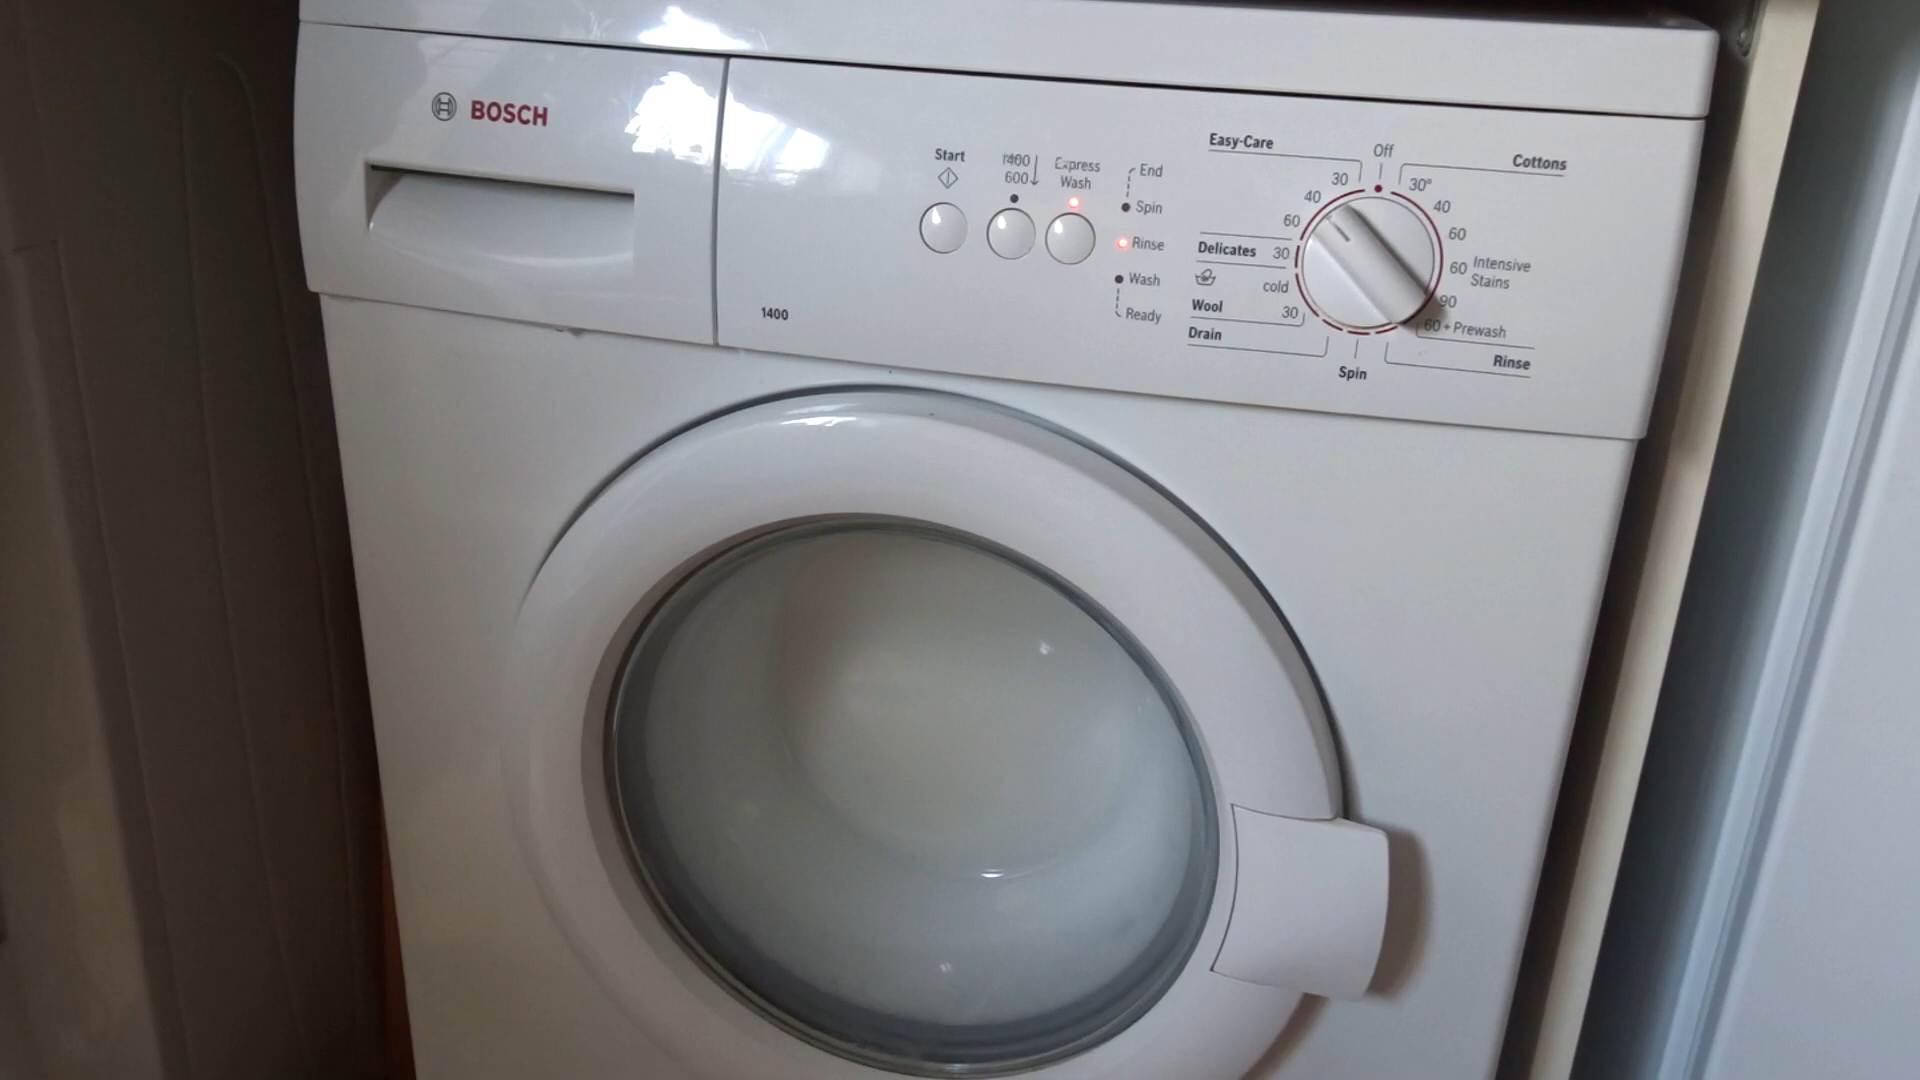 BOSCH
1400
Start
1400
600
Express
Wash
End
Spin
Rinse
Wash
Ready
Easy-Care
30
40
60
Delicates 30
cold
Wool 30
Drain
Off
Cottons
30°
40
60
60 Intensive
Stains
90
60 + Prewash
Rinse
Spin